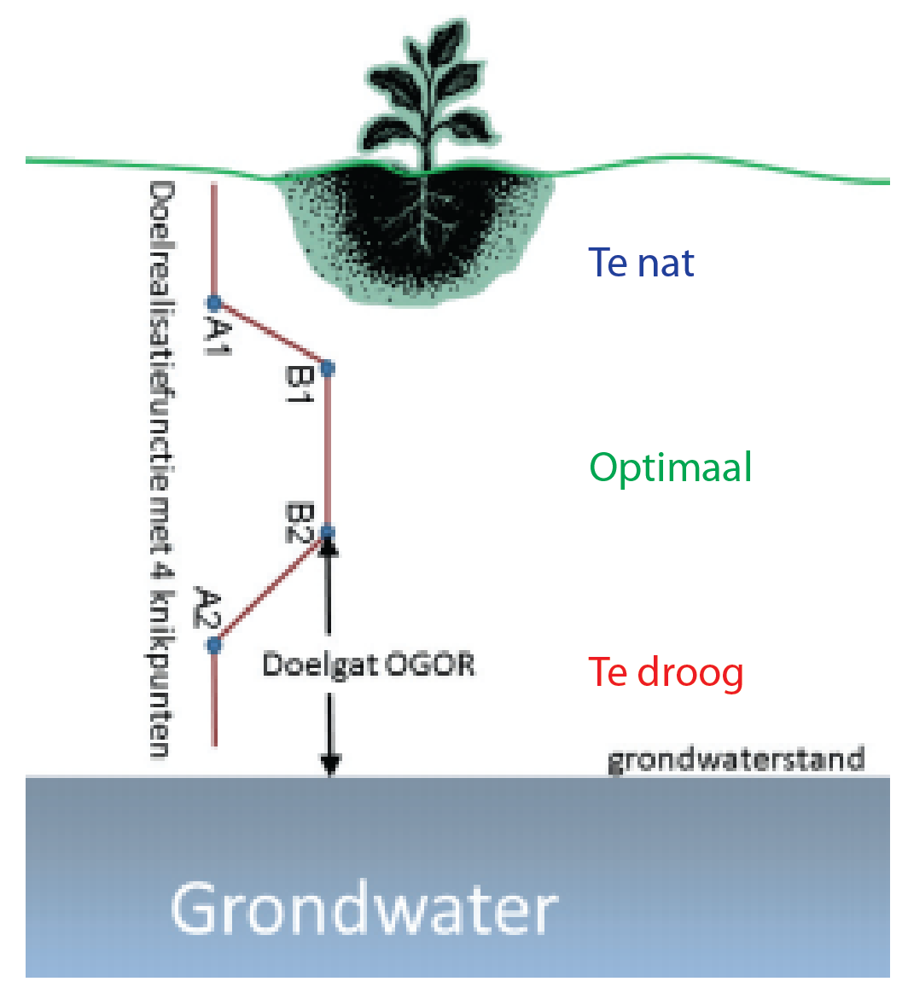 Te nat
Doelrealisatiefunctie met 4 knikpunten
A1
B1
Optimaal
B2
A2
Doelgat OGOR
Te droog
grondwaterstand
Grondwater